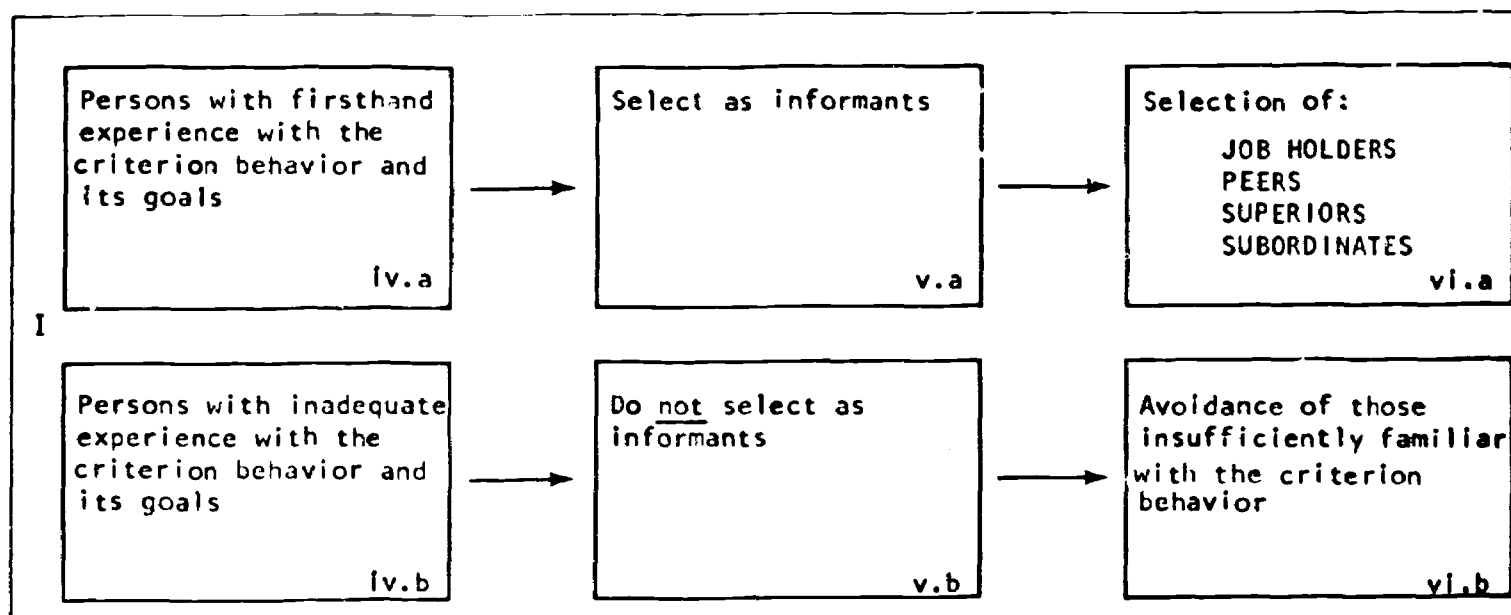 Persons with firsthand
experience with the
criterion behavior and
its goals
iv.a
Select as informants
v.a
Selection of:
JOB HOLDERS
PEERS
SUPERIORS
SUBORDINATES
vi.a
I
Persons with inadequate
experience with the
criterion behavior and
its goals
iv.b
Do not select as
informants
v.b
Avoidance of those
insufficiently familiar
with the criterion
behavior
vi.b